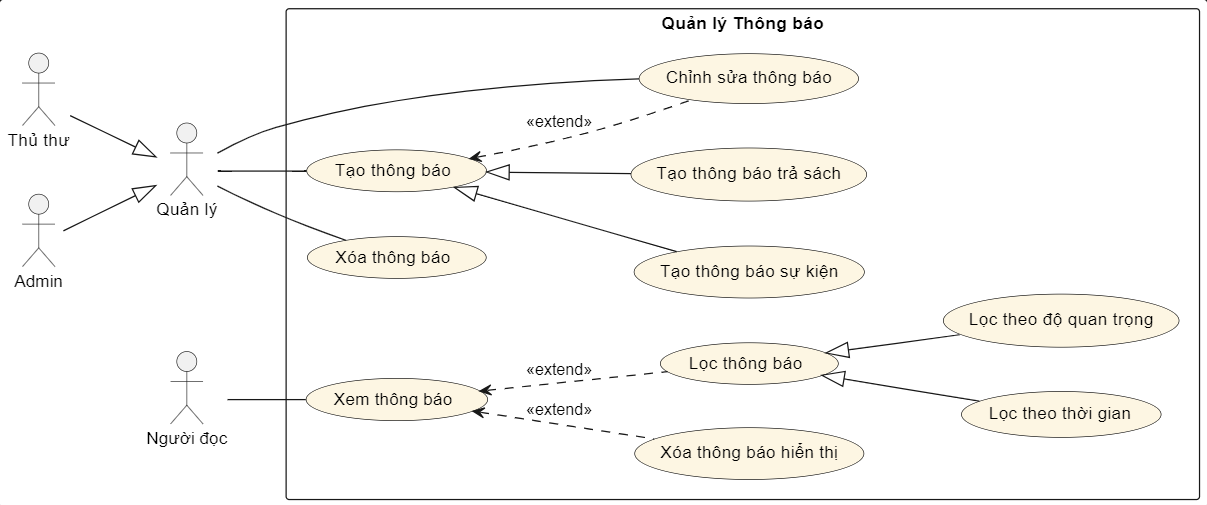 Quản lý Thông báo
Chỉnh sửa thông báo
Thủ thư
«extend»
Tạo thông báo
Tạo thông báo trả sách
Quản lý
Xóa thông báo
Tạo thông báo sự kiện
Admin
Lọc theo độ quan trọng
Lọc thông báo
«extend»
Xem thông báo
«extend»
Lọc theo thời gian
Người đọc
Xóa thông báo hiển thị